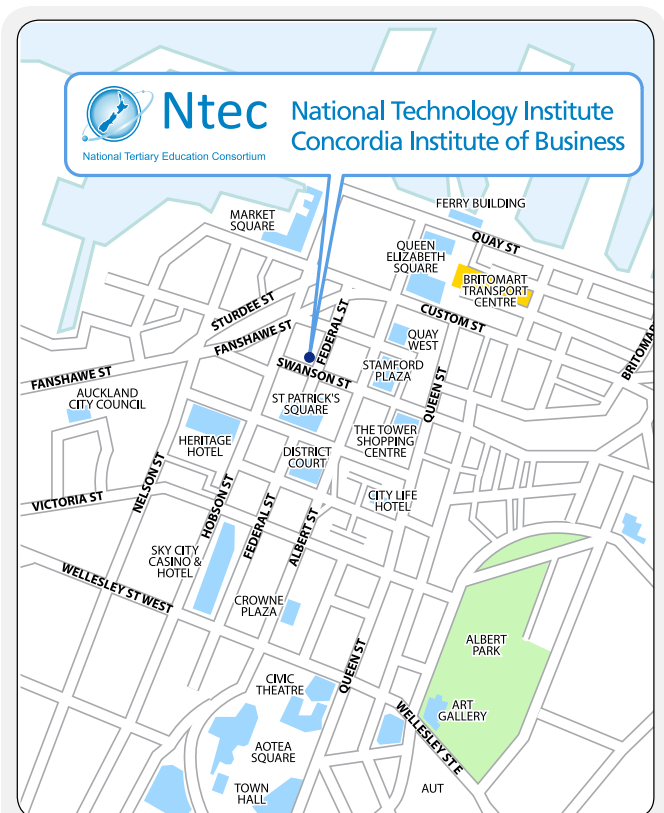 Ntec
National Tertiary Education Consortium
National Technology Institute
Concordia Institute of Business
FERRY BUILDING
MARKET
SQUARE
QUAY ST
QUEEN
ELIZABETH
SQUARE
BRITOMART
TRANSPORT
CENTRE
STURDEE ST
FEDERAL ST
CUSTOM ST
FANSHAWE ST
QUAY
WEST
BRITOMAR
SWANSON ST
STAMFORD
PLAZA
FANSHAWE ST
AUCKLAND
CITY COUNCIL
QUEEN ST
ST PATRICK'S
SQUARE
HERITAGE
HOTEL
THE TOWER
SHOPPING
CENTRE
DISTRICT
COURT
NELSON ST
VICTORIA ST
HOBSON ST
FEDERAL ST
ALBERT ST
CITY LIFE
HOTEL
SKY CITY
CASINO &
HOTEL
WELLESLEY ST WEST
CROWNE
PLAZA
ALBERT
PARK
QUEEN ST
CIVIC
THEATRE
ART
GALLERY
WELLESLEY ST E
AOTEA
SQUARE
TOWN
HALL
AUT